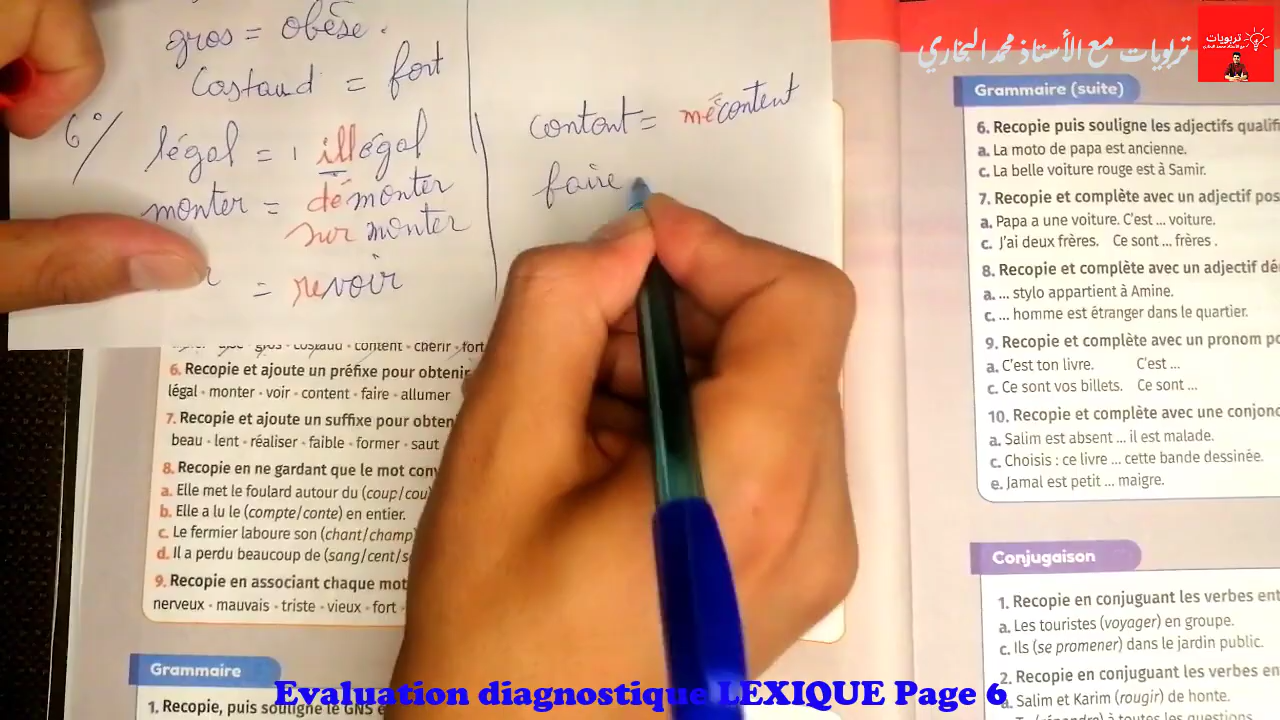 gros = obèse.
Costaud = fort
6°/
légal = illégal
monter = démonter
surmonter
= revoir
content = mécontent
faire
gros • costaud • content • chérir • fort
6. Recopie et ajoute un préfixe pour obtenir
légal • monter • voir • content • faire • allumer
7. Recopie et ajoute un suffixe pour
beau • lent • réaliser • faible • former • saut
8. Recopie en ne gardant que le mot
a. Elle met le foulard autour du (coup/cou)
b. Elle a lu le (compte/conte) en entier.
c. Le fermier laboure son (chant/champ)
d. Il a perdu beaucoup de (sang/cent/
9. Recopie en associant chaque mot
nerveux • mauvais • triste • vieux • fort •
Grammaire
1. Recopie, puis souligne les GNS
تربويات مع الأستاذ محمد البخاري
تربويات
Grammaire (suite)
6. Recopie puis souligne les adjectifs
a. La moto de papa est ancienne.
c. La belle voiture rouge est à Samir.
7. Recopie et complète avec un adjectif pos
a. Papa a une voiture. C'est ... voiture.
c. J'ai deux frères. Ce sont ... frères .
8. Recopie et complète avec un adjectif dé
a. ... stylo appartient à Amine.
c. ... homme est étranger dans le quartier.
9. Recopie et complète avec un pronom po
a. C'est ton livre. C'est ...
c. Ce sont vos billets. Ce sont ...
10. Recopie et complète avec une conjonc
a. Salim est absent ... il est malade.
c. Choisis : ce livre ... cette bande dessinée.
e. Jamal est petit ... maigre.
Conjugaison
1. Recopie en conjuguant les verbes ent
a. Les touristes (voyager) en groupe.
c. Ils (se promener) dans le jardin public.
2. Recopie en conjuguant les verbes en
a. Salim et Karim (rougir) de honte.
Evaluation diagnostique LEXIQUE Page 6